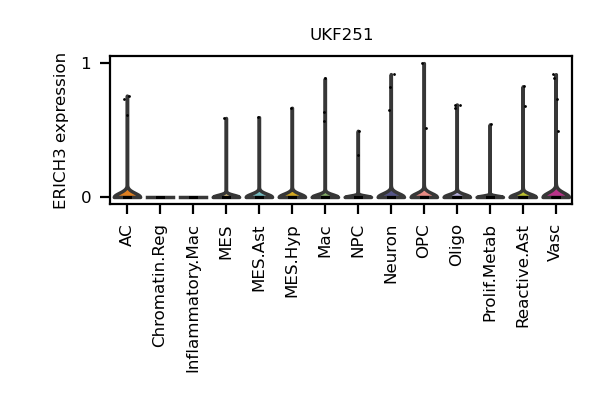 UKF251
ERICH3 expression
1
0
AC
Chromatin.Reg
Inflammatory.Mac
MES
MES.Ast
MES.Hyp
Mac
NPC
Neuron
OPC
Oligo
Prolif.Metab
Reactive.Ast
Vasc